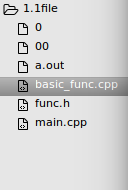 1.1file
0
00
a.out
basic_func.cpp
func.h
main.cpp